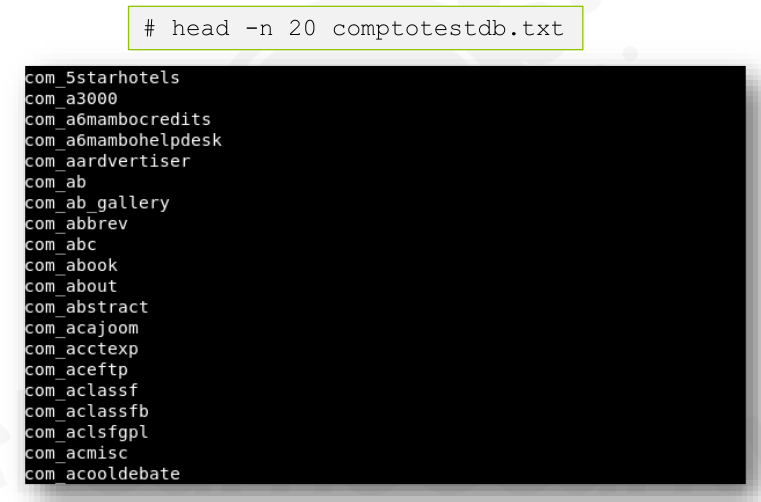 # head -n 20 comptotestdb.txt
com_5starhotels
com_a3000
com_a6mambocredits
com_a6mambohelpdesk
com_aardvertiser
com_ab
com_ab_gallery
com_abbrev
com_abc
com_abook
com_about
com_abstract
com_acajoom
com_acctexp
com_aceftp
com_aclassf
com_aclassfb
com_aclsfgpl
com_acmisc
com_acooldebate